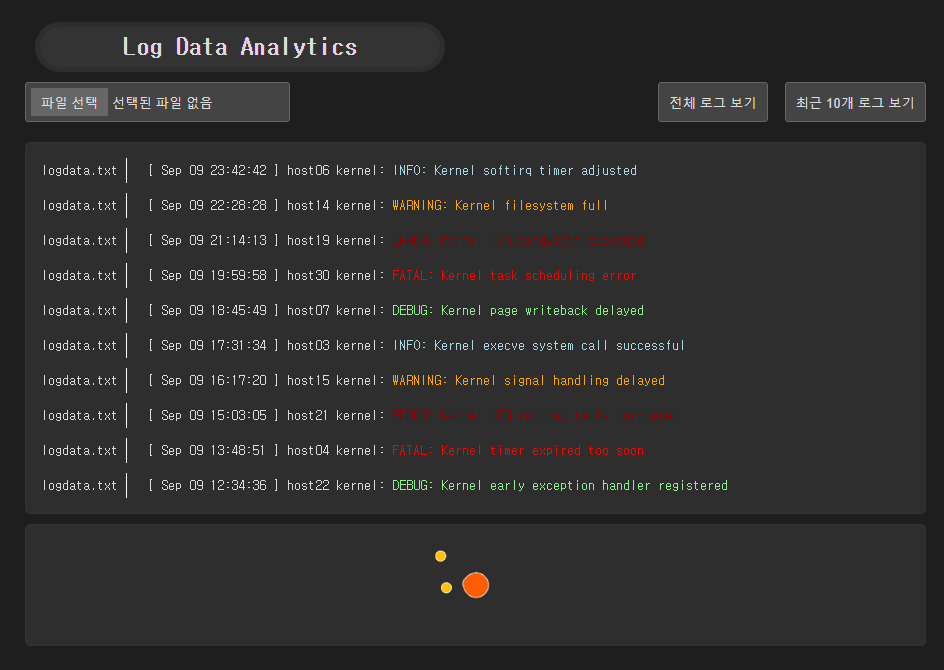 Log Data Analytics
파일 선택 선택된 파일 없음
전체 로그 보기
최근 10개 로그 보기
logdata.txt [ Sep 09 23:42:42 ] host06 kernel: INFO: Kernel softirq timer adjusted
logdata.txt [ Sep 09 22:28:28 ] host14 kernel: WARNING: Kernel filesystem full
logdata.txt [ Sep 09 21:14:13 ] host19 kernel: ERROR: Kernel I/O bandwidth exceeded
logdata.txt [ Sep 09 19:59:58 ] host30 kernel: FATAL: Kernel task scheduling error
logdata.txt [ Sep 09 18:45:49 ] host07 kernel: DEBUG: Kernel page writeback delayed
logdata.txt [ Sep 09 17:31:34 ] host03 kernel: INFO: Kernel execve system call successful
logdata.txt [ Sep 09 16:17:20 ] host15 kernel: WARNING: Kernel signal handling delayed
logdata.txt [ Sep 09 15:03:05 ] host21 kernel: ERROR: Kernel IRQ
logdata.txt [ Sep 09 13:48:51 ] host04 kernel: FATAL: Kernel timer expired too soon
logdata.txt [ Sep 09 12:34:36 ] host22 kernel: DEBUG: Kernel early exception handler registered